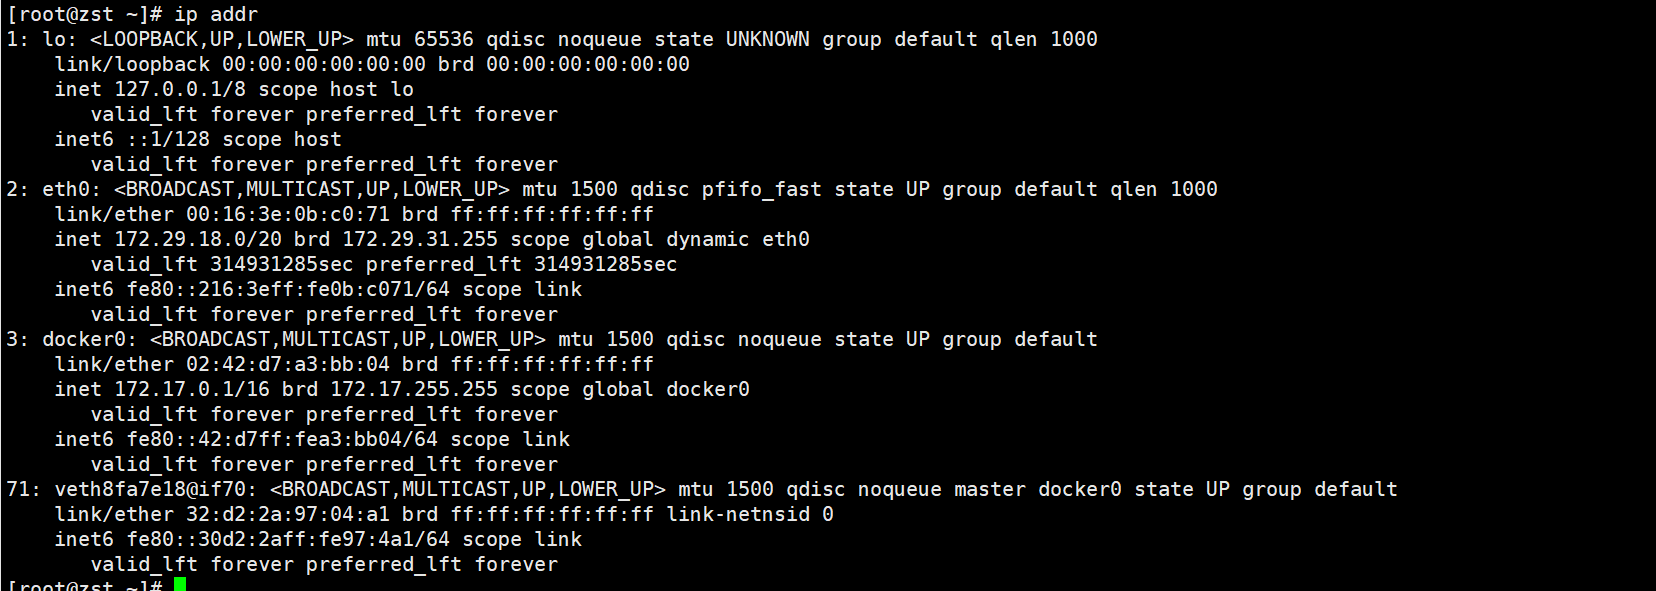 [root@zst ~]# ip addr
1: lo: <LOOPBACK,UP,LOWER_UP> mtu 65536 qdisc noqueue state UNKNOWN group default qlen 1000
    link/loopback 00:00:00:00:00:00 brd 00:00:00:00:00:00
    inet 127.0.0.1/8 scope host lo
       valid_lft forever preferred_lft forever
    inet6 ::1/128 scope host
       valid_lft forever preferred_lft forever
2: eth0: <BROADCAST,MULTICAST,UP,LOWER_UP> mtu 1500 qdisc pfifo_fast state UP group default qlen 1000
    link/ether 00:16:3e:0b:c0:71 brd ff:ff:ff:ff:ff:ff
    inet 172.29.18.0/20 brd 172.29.31.255 scope global dynamic eth0
       valid_lft 314931285sec preferred_lft 314931285sec
    inet6 fe80::216:3eff:fe0b:c071/64 scope link
       valid_lft forever preferred_lft forever
3: docker0: <BROADCAST,MULTICAST,UP,LOWER_UP> mtu 1500 qdisc noqueue state UP group default
    link/ether 02:42:d7:a3:bb:04 brd ff:ff:ff:ff:ff:ff
    inet 172.17.0.1/16 brd 172.17.255.255 scope global docker0
       valid_lft forever preferred_lft forever
    inet6 fe80::42:d7ff:fea3:bb04/64 scope link
       valid_lft forever preferred_lft forever
71: veth8fa7e18@if70: <BROADCAST,MULTICAST,UP,LOWER_UP> mtu 1500 qdisc noqueue master docker0 state UP group default
    link/ether 32:d2:2a:97:04:a1 brd ff:ff:ff:ff:ff:ff link-netnsid 0
    inet6 fe80::30d2:2aff:fe97:4a1/64 scope link
       valid_lft forever preferred_lft forever
[root@zst ~]#